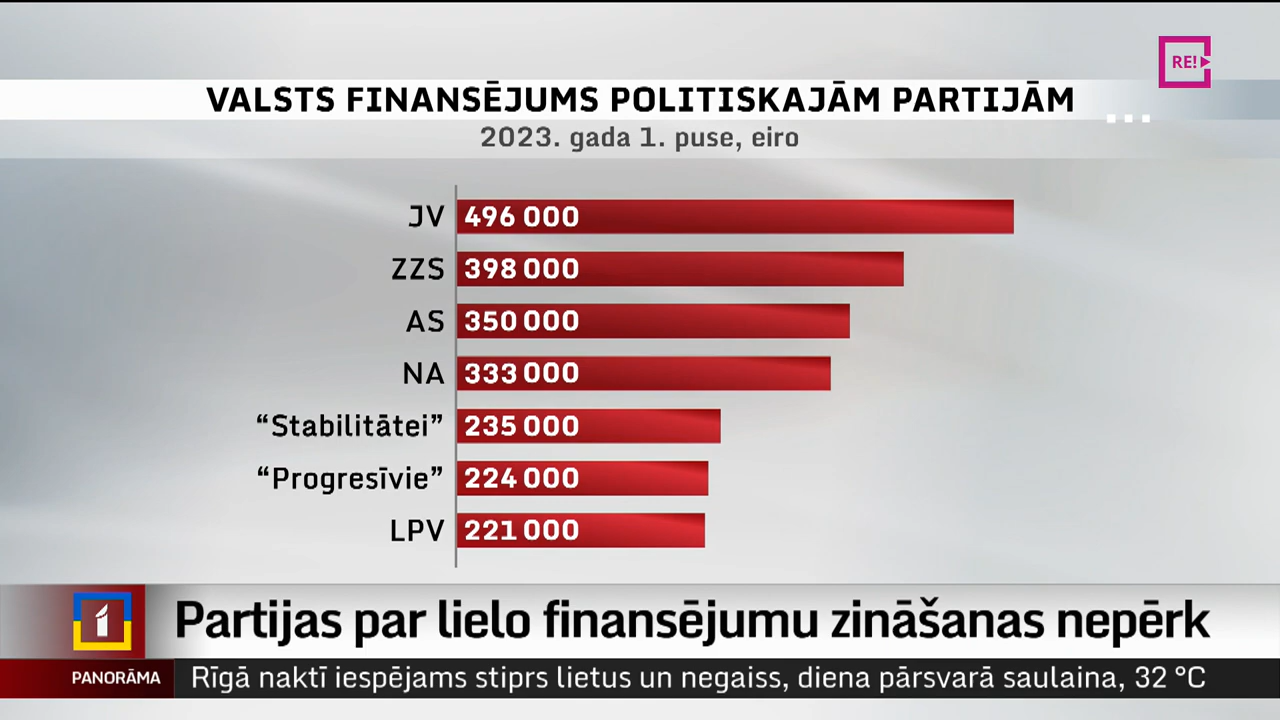 RE!
VALSTS FINANSĒJUMS POLITISKAJĀM PARTIJĀM
2023. gada 1. puse, eiro
JV 496 000
ZZS 398 000
AS 350 000
NA 333 000
“Stabilitātei” 235 000
“Progresīvie” 224 000
LPV 221 000
1 Partijas par lielo finansējumu zināšanas nepērk
PANORĀMA Rīgā naktī iespējams stiprs lietus un negaiss, diena pārsvarā saulaina, 32 °C